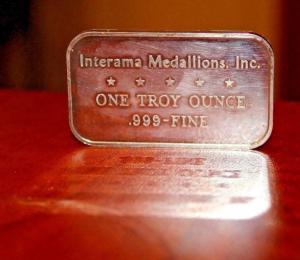 Interama Medallions, Inc.
ONE TROY OUNCE
.999-FINE